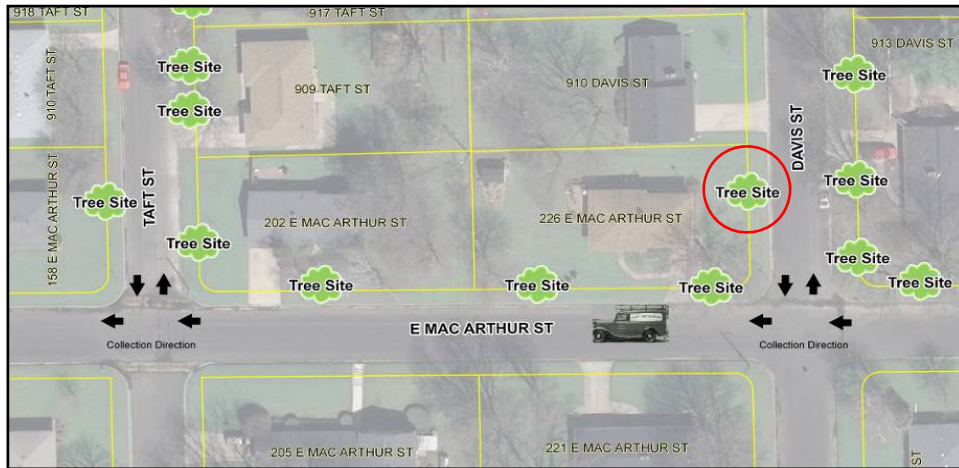 918 TAFT ST
917 TAFT ST
913 DAVIS ST
Tree Site
Tree Site
910 TAFT ST
909 TAFT ST
910 DAVIS ST
Tree Site
DAVIS ST
158 E MAC ARTHUR ST
Tree Site
TAFT ST
Tree Site
202 E MAC ARTHUR ST
226 E MAC ARTHUR ST
Tree Site
Tree Site
Tree Site
Tree Site
Tree Site
Tree Site
Tree Site
Tree Site
E MAC ARTHUR ST
Collection Direction
Collection Direction
205 E MAC ARTHUR ST
221 E MAC ARTHUR ST
ST